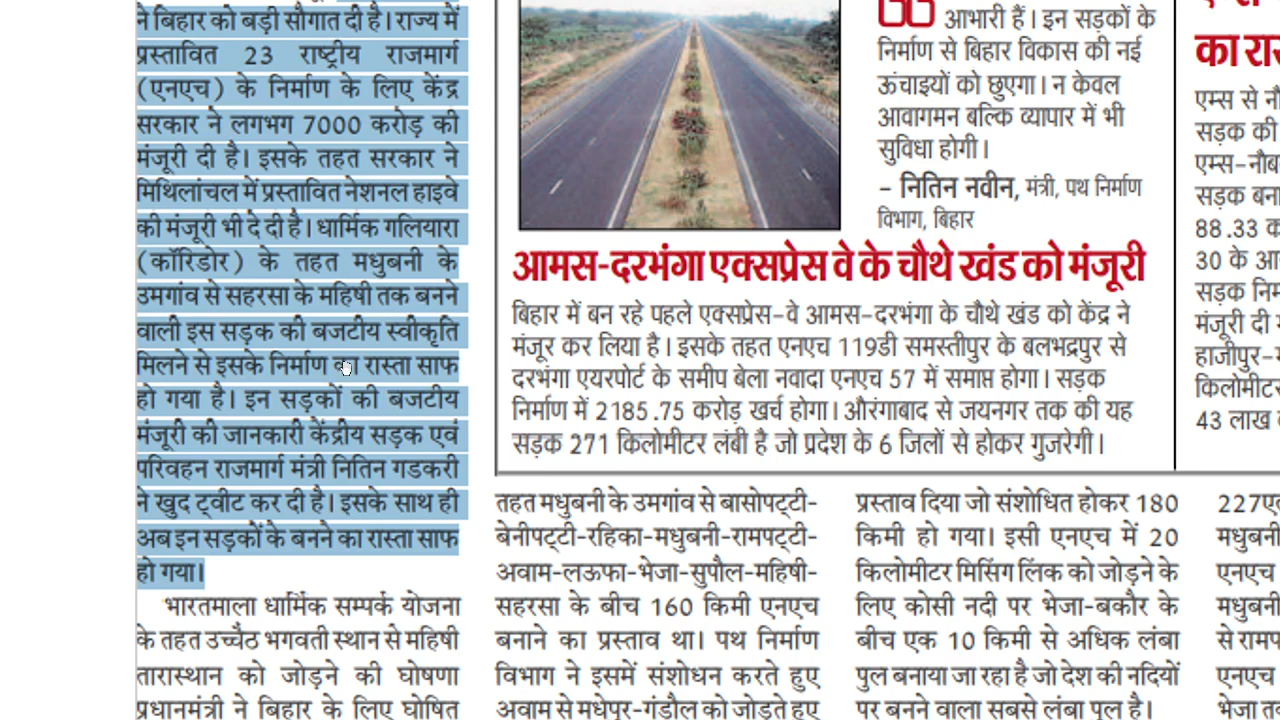 ने बिहार को बड़ी सौगात दी है। राज्य में
प्रस्तावित 23 राष्ट्रीय राजमार्ग
(एनएच) के निर्माण के लिए केंद्र
सरकार ने लगभग 7000 करोड़ की
मंजूरी दी है। इसके तहत सरकार ने
मिथिलांचल में प्रस्तावित नेशनल हाइवे
की मंजूरी भी दे दी है। धार्मिक गलियारा
(कॉरिडोर) के तहत मधुबनी के
उमगांव से सहरसा के महिषी तक बनने
वाली इस सड़क की बजटीय स्वीकृति
मिलने से इसके निर्माण का रास्ता साफ
हो गया है। इन सड़कों की बजटीय
मंजूरी की जानकारी केंद्रीय सड़क एवं
परिवहन राजमार्ग मंत्री नितिन गडकरी
ने खुद ट्वीट कर दी है। इसके साथ ही
अब इन सड़कों के बनने का रास्ता साफ
हो गया।
भारतमाला धार्मिक सम्पर्क योजना
के तहत उच्चैठ भगवती स्थान से महिषी
तारास्थान को जोड़ने की घोषणा
प्रधानमंत्री ने बिहार के लिए घोषित
आभारी हैं। इन सड़कों के
निर्माण से बिहार विकास की नई
ऊंचाइयों को छुएगा। न केवल
आवागमन बल्कि व्यापार में भी
सुविधा होगी।
– नितिन नवीन, मंत्री, पथ निर्माण
विभाग, बिहार
आमस-दरभंगा एक्सप्रेस वे के चौथे खंड को मंजूरी
बिहार में बन रहे पहले एक्सप्रेस-वे आमस-दरभंगा के चौथे खंड को केंद्र ने
मंजूर कर लिया है। इसके तहत एनएच 119डी समस्तीपुर के बलभद्रपुर से
दरभंगा एयरपोर्ट के समीप बेला नवादा एनएच 57 में समाप्त होगा। सड़क
निर्माण में 2185.75 करोड़ खर्च होगा। औरंगाबाद से जयनगर तक की यह
सड़क 271 किलोमीटर लंबी है जो प्रदेश के 6 जिलों से होकर गुजरेगी।
तहत मधुबनी के उमगांव से बासोपट्टी-
बेनीपट्टी-रहिका-मधुबनी-रामपट्टी-
अवाम-लऊफा-भेजा-सुपौल-महिषी-
सहरसा के बीच 160 किमी एनएच
बनाने का प्रस्ताव था। पथ निर्माण
विभाग ने इसमें संशोधन करते हुए
अवाम से मधेपुर-गंडौल को जोड़ते हुए
प्रस्ताव दिया जो संशोधित होकर 180
किमी हो गया। इसी एनएच में 20
किलोमीटर मिसिंग लिंक को जोड़ने के
लिए कोसी नदी पर भेजा-बकौर के
बीच एक 10 किमी से अधिक लंबा
पुल बनाया जा रहा है जो देश की नदियों
पर बनने वाला सबसे लंबा पुल है।
का रा
एम्स से
सड़क की
एम्स-
सड़क
88.33
30 के
सड़क
मंजूरी दी
हाजीपुर-
किलोमीटर
43 लाख
मधुबनी
एनएच
मधुबनी
से
एनएच
भेजा